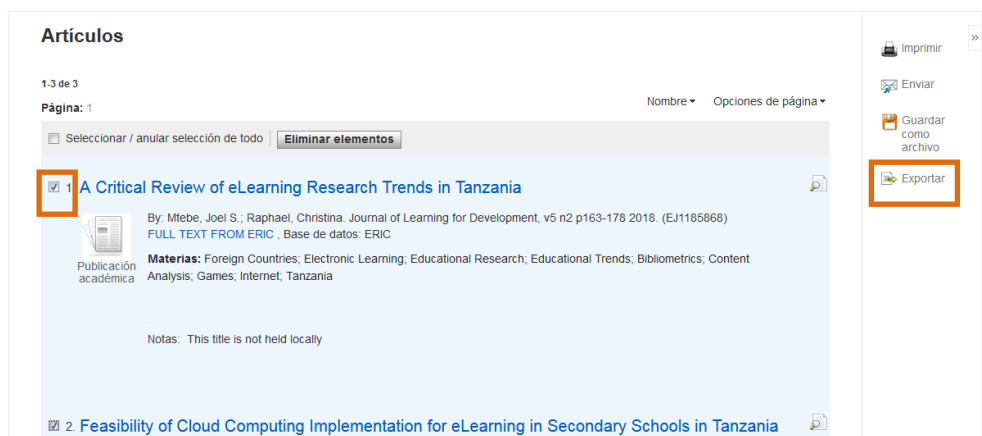 Artículos
1-3 de 3
Página: 1
Nombre Opciones de página
Seleccionar / anular selección de todo Eliminar elementos
1. A Critical Review of eLearning Research Trends in Tanzania
By: Mtebe, Joel S.; Raphael, Christina. Journal of Learning for Development, v5 n2 p163-178 2018. (EJ1185868)
FULL TEXT FROM ERIC , Base de datos: ERIC
Publicación
académica
Materias: Foreign Countries; Electronic Learning; Educational Research; Educational Trends; Bibliometrics; Content
Analysis; Games; Internet; Tanzania
Notas: This title is not held locally
2. Feasibility of Cloud Computing Implementation for eLearning in Secondary Schools in Tanzania
»
Imprimir
Enviar
Guardar
como
archivo
Exportar